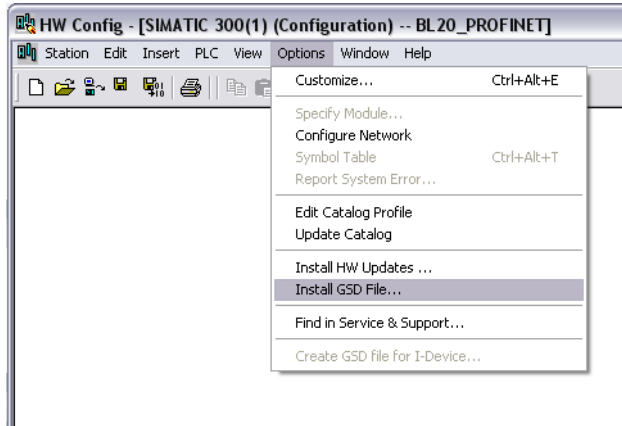 HW Config - [SIMATIC 300(1) (Configuration) -- BL20_PROFINET]
Station Edit Insert PLC View Options Window Help
Customize... Ctrl+Alt+E
Specify Module...
Configure Network
Symbol Table Ctrl+Alt+T
Report System Error...
Edit Catalog Profile
Update Catalog
Install HW Updates ...
Install GSD File...
Find in Service & Support...
Create GSD file for I-Device...